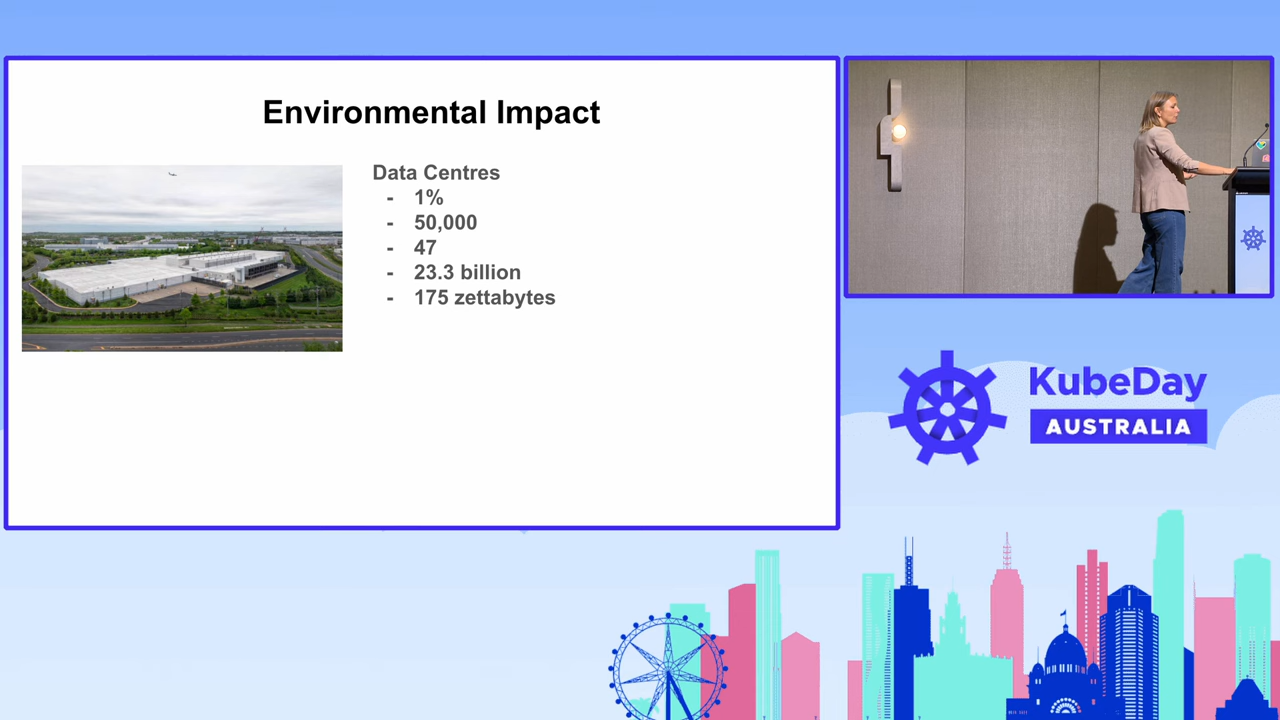 Environmental Impact
Data Centres
- 1%
- 50,000
- 47
- 23.3 billion
- 175 zettabytes
KubeDay
AUSTRALIA